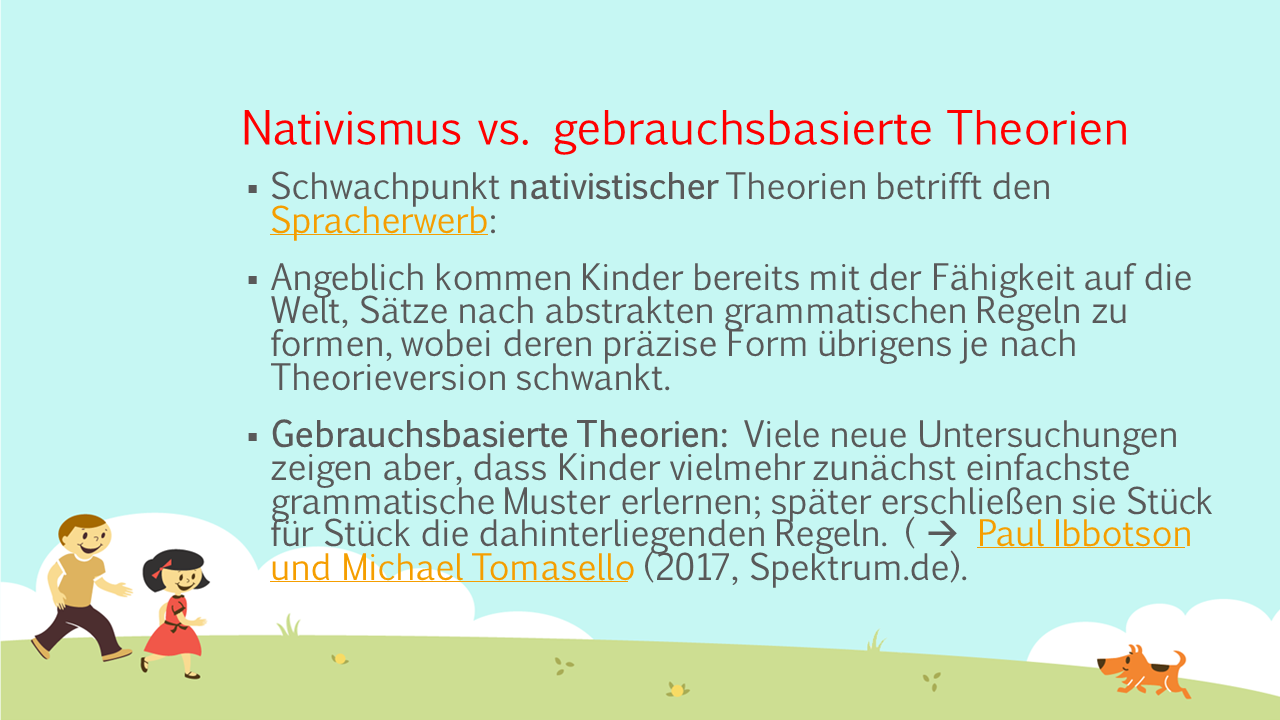 Nativismus vs. gebrauchsbasierte Theorien
▪ Schwachpunkt nativistischer Theorien betrifft den
Spracherwerb:
▪ Angeblich kommen Kinder bereits mit der Fähigkeit auf die
Welt, Sätze nach abstrakten grammatischen Regeln zu
formen, wobei deren präzise Form übrigens je nach
Theorieversion schwankt.
▪ Gebrauchsbasierte Theorien: Viele neue Untersuchungen
zeigen aber, dass Kinder vielmehr zunächst einfachste
grammatische Muster erlernen; später erschließen sie Stück
für Stück die dahinterliegenden Regeln. ( → Paul Ibbotson
und Michael Tomasello (2017, Spektrum.de).